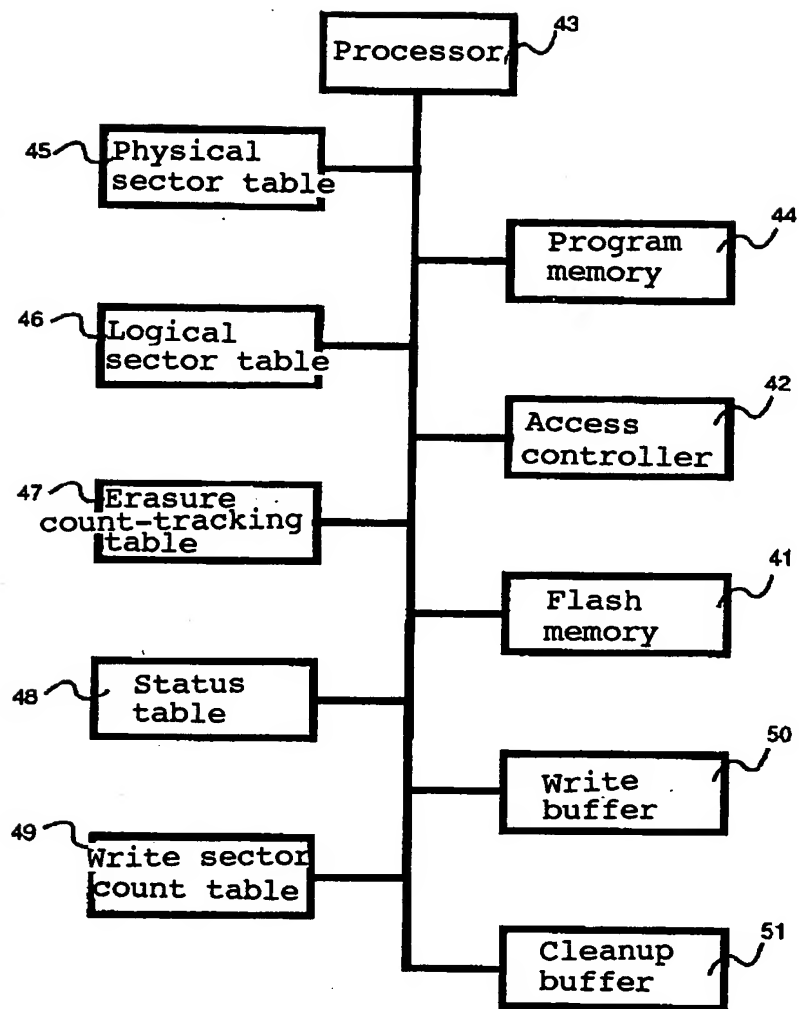 43
Processor
45
Physical
sector table
44
Program
memory
46
Logical
sector table
42
Access
controller
47
Erasure
count-tracking
table
41
Flash
memory
48
Status
table
50
Write
buffer
49
Write sector
count table
51
Cleanup
buffer